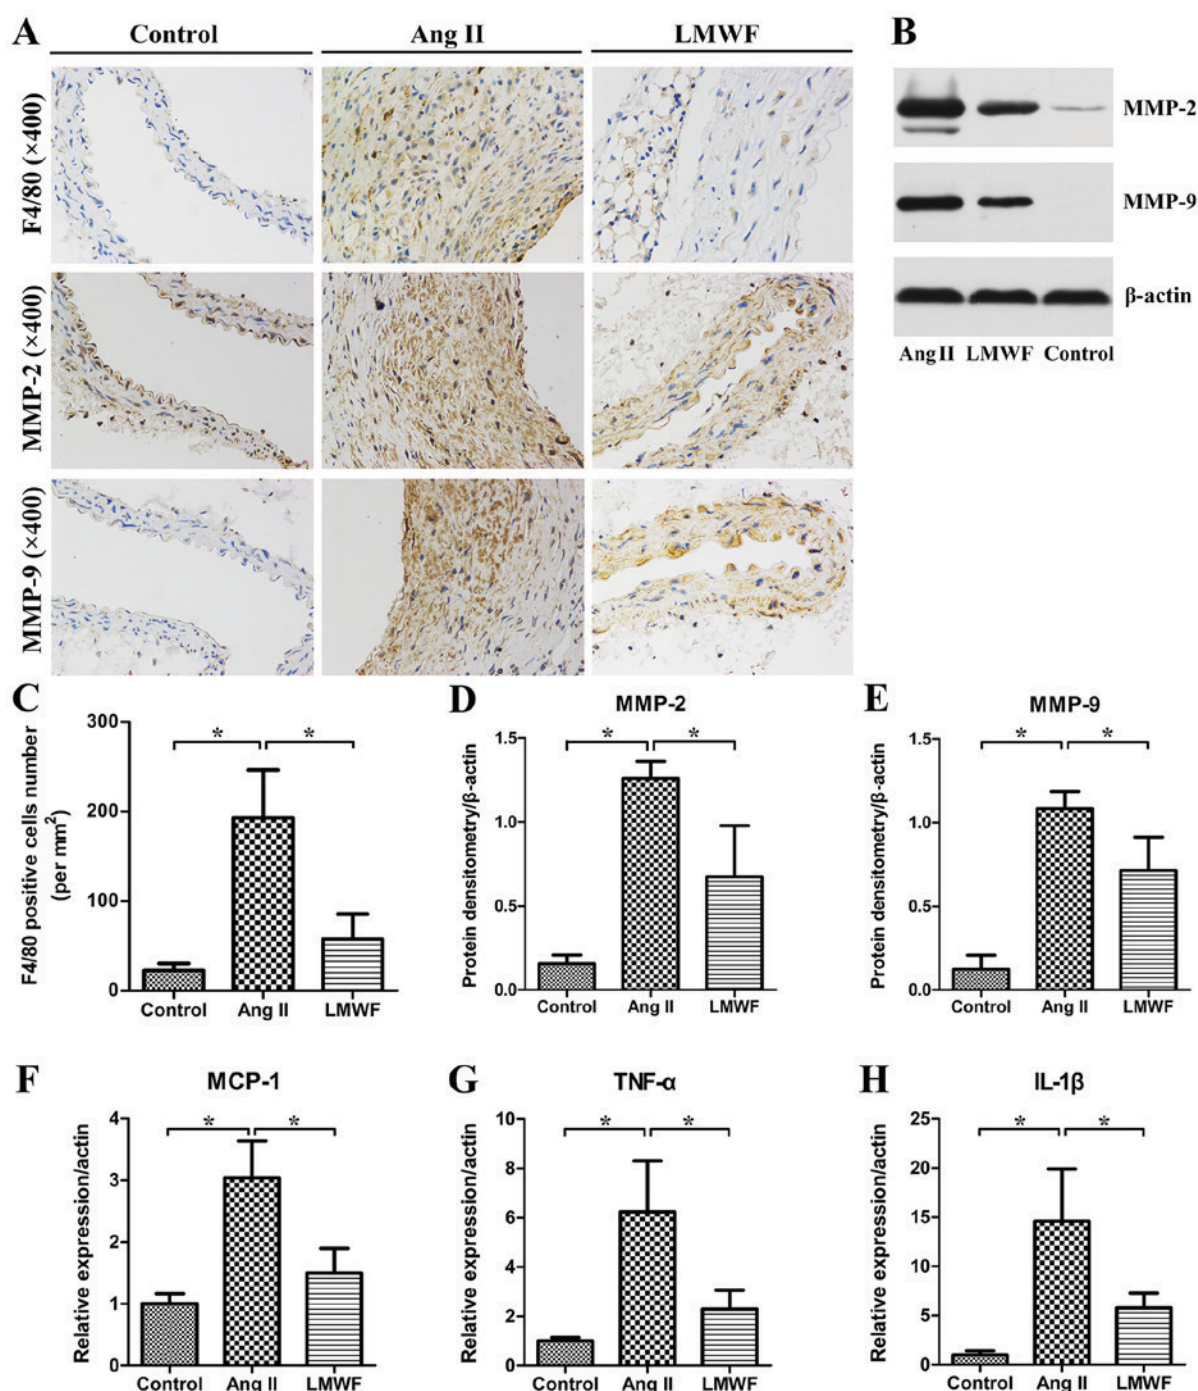 A
Control
Ang II
LMWF
F4/80 (×400)
MMP-2 (×400)
MMP-9 (×400)
B
MMP-2
MMP-9
β-actin
Ang II LMWF Control
C
F4/80 positive cells number
(per mm²)
300
200
100
0
*
*
Control Ang II LMWF
D
MMP-2
Protein densitometry/β-actin
1.5
1.0
0.5
0.0
*
*
Control Ang II LMWF
E
MMP-9
Protein densitometry/β-actin
1.5
1.0
0.5
0.0
*
*
Control Ang II LMWF
F
MCP-1
Relative expression/actin
4
3
2
1
0
*
*
Control Ang II LMWF
G
TNF-α
Relative expression/actin
10
8
6
4
2
0
*
*
Control Ang II LMWF
H
IL-1β
Relative expression/actin
25
20
15
10
5
0
*
*
Control Ang II LMWF